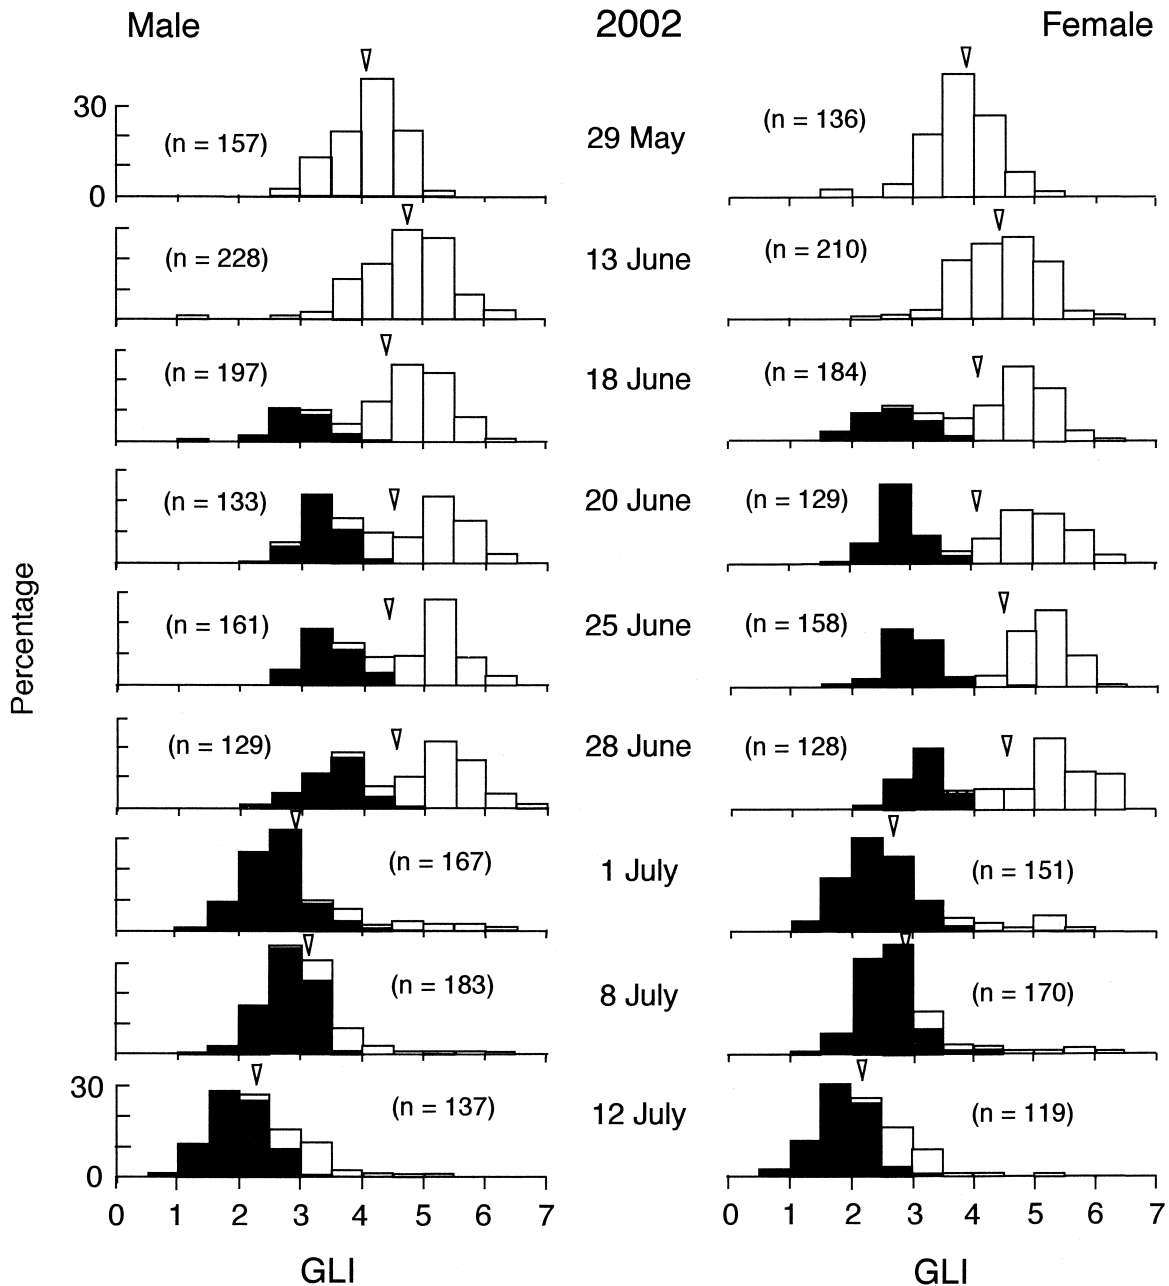 Male 2002 Female
30
(n = 157) 29 May (n = 136)
0
(n = 228) 13 June (n = 210)
(n = 197) 18 June (n = 184)
(n = 133) 20 June (n = 129)
Percentage
(n = 161) 25 June (n = 158)
(n = 129) 28 June (n = 128)
(n = 167) 1 July (n = 151)
(n = 183) 8 July (n = 170)
30
(n = 137) 12 July (n = 119)
0
0 1 2 3 4 5 6 7 0 1 2 3 4 5 6 7
GLI GLI